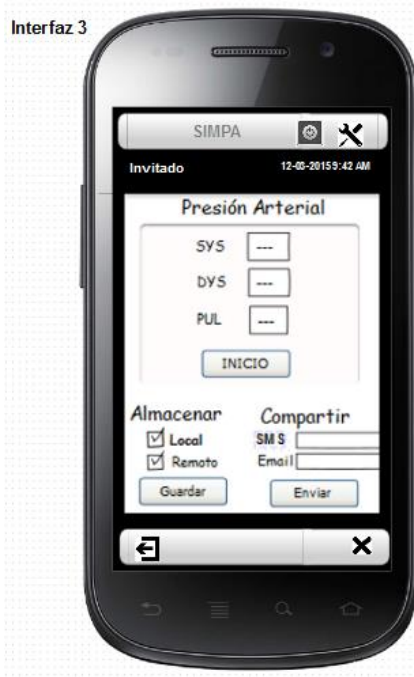 Interfaz 3
SIMPA
Invitado 12-03-2015 9:42 AM
Presión Arterial
SYS ---
DYS ---
PUL ---
INICIO
Almacenar Compartir
Local SMS
Remoto Email
Guardar Enviar